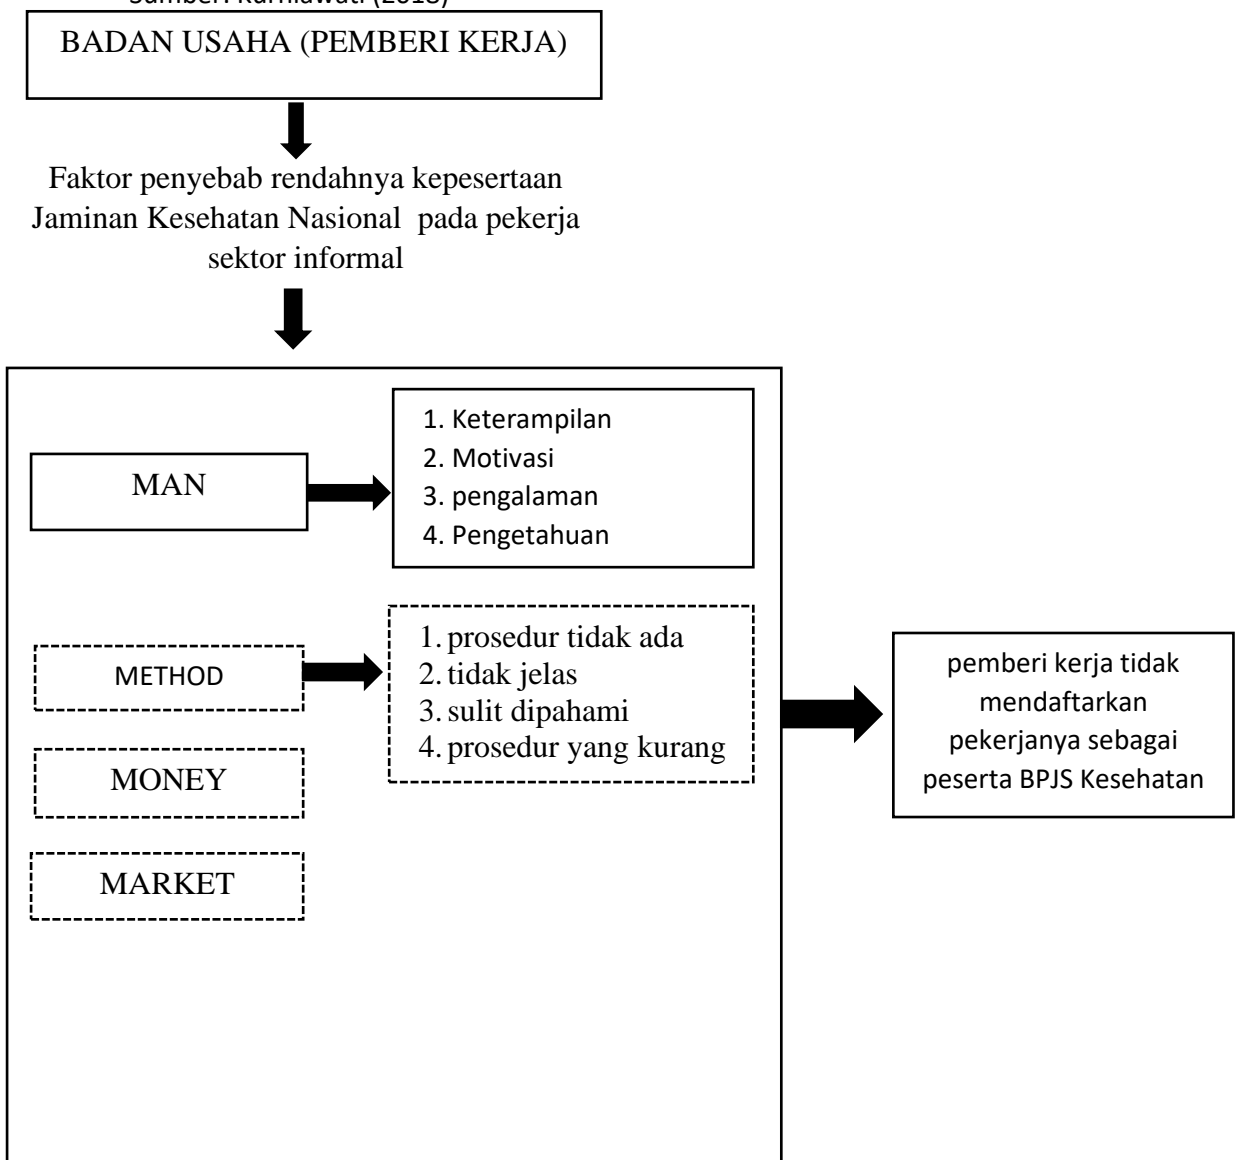 BADAN USAHA (PEMBERI KERJA)
Faktor penyebab rendahnya kepesertaan
Jaminan Kesehatan Nasional pada pekerja
sektor informal
MAN
1. Keterampilan
2. Motivasi
3. pengalaman
4. Pengetahuan
METHOD
1. prosedur tidak ada
2. tidak jelas
3. sulit dipahami
4. prosedur yang kurang
MONEY
MARKET
pemberi kerja tidak
mendaftarkan
pekerjanya sebagai
peserta BPJS Kesehatan